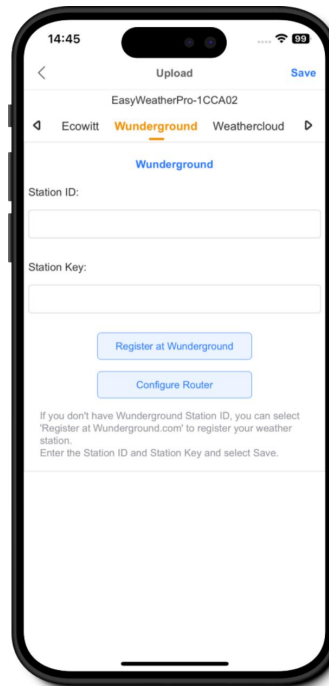 14:45
99
Upload
Save
EasyWeatherPro-1CCA02
Ecowitt Wunderground Weathercloud
Wunderground
Station ID:
Station Key:
Register at Wunderground
Configure Router
If you don't have Wunderground Station ID, you can select
'Register at Wunderground.com' to register your weather
station.
Enter the Station ID and Station Key and select Save.